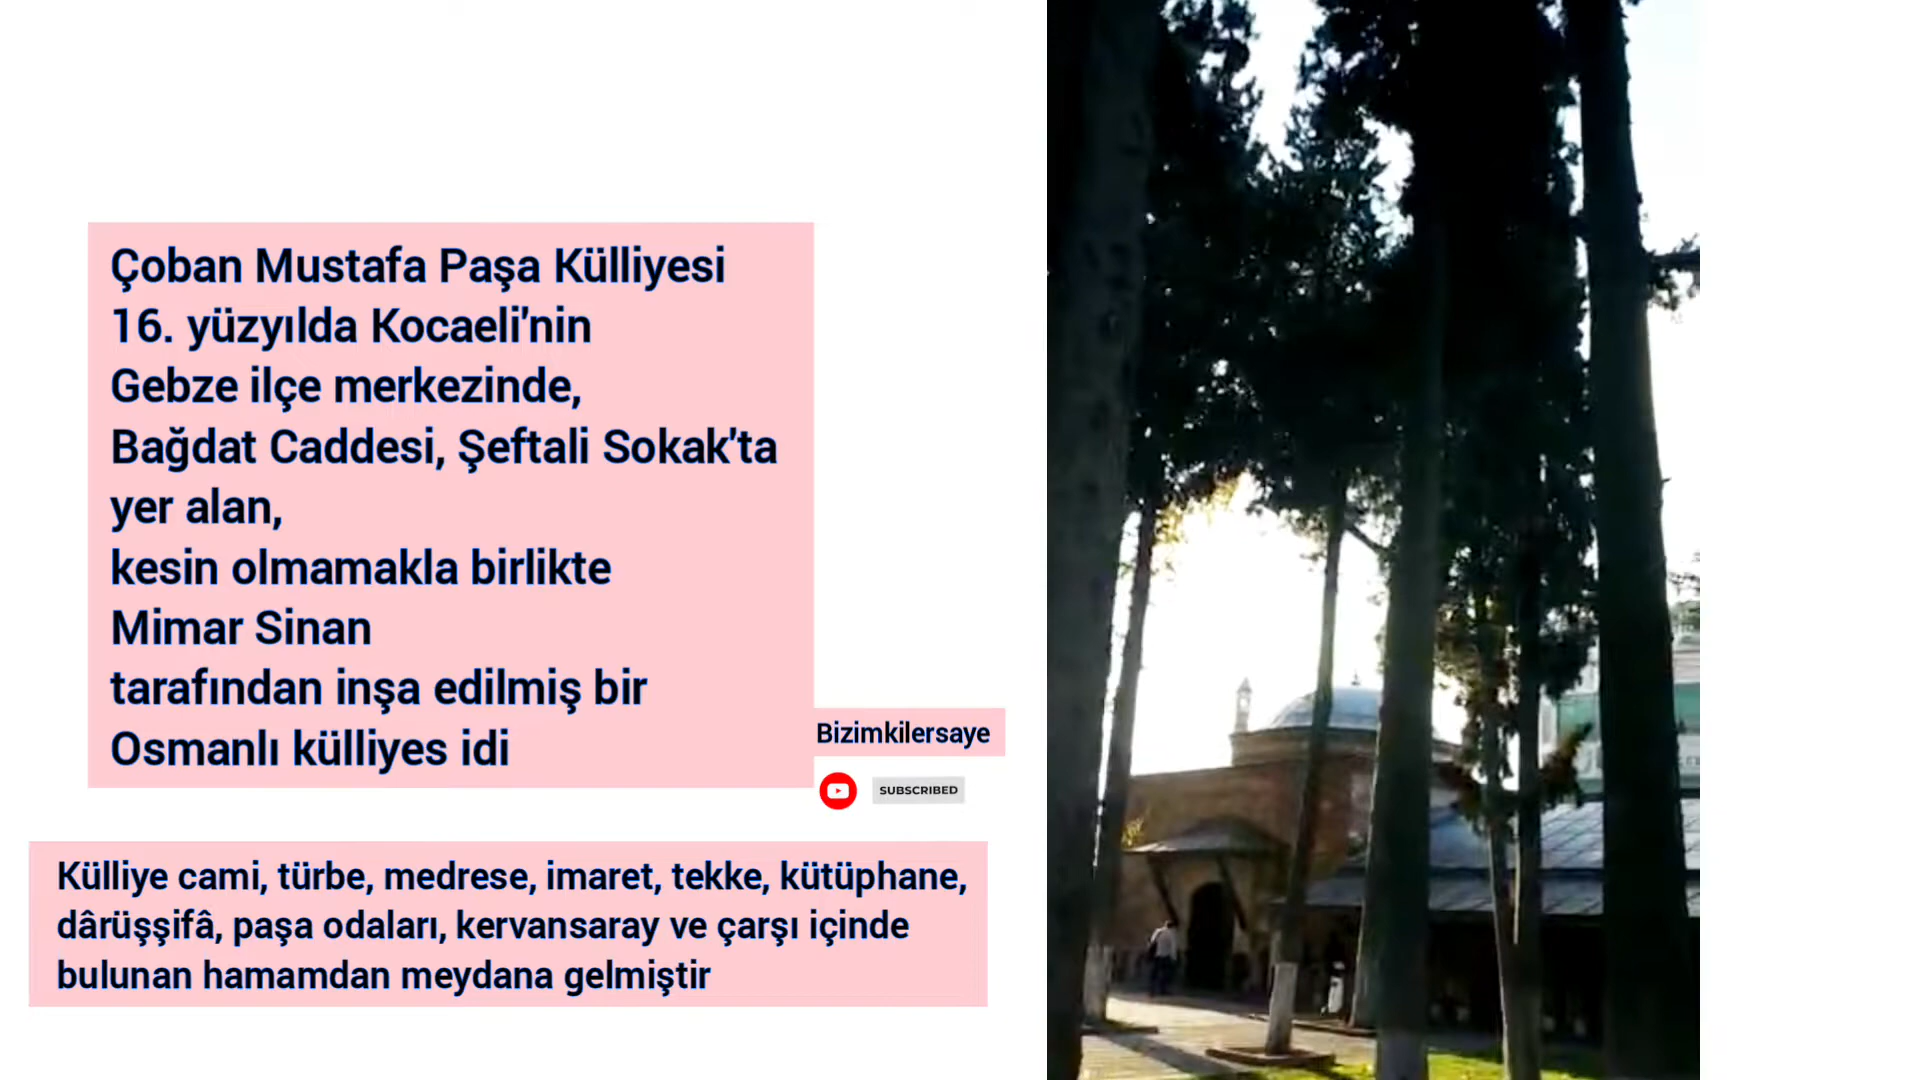 Çoban Mustafa Paşa Külliyesi
16. yüzyılda Kocaeli'nin
Gebze ilçe merkezinde,
Bağdat Caddesi, Şeftali Sokak'ta
yer alan,
kesin olmamakla birlikte
Mimar Sinan
tarafından inşa edilmiş bir
Osmanlı külliyes idi
Bizimkilersaye
SUBSCRIBED
Külliye cami, türbe, medrese, imaret, tekke, kütüphane,
dârüşşifâ, paşa odaları, kervansaray ve çarşı içinde
bulunan hamamdan meydana gelmiştir